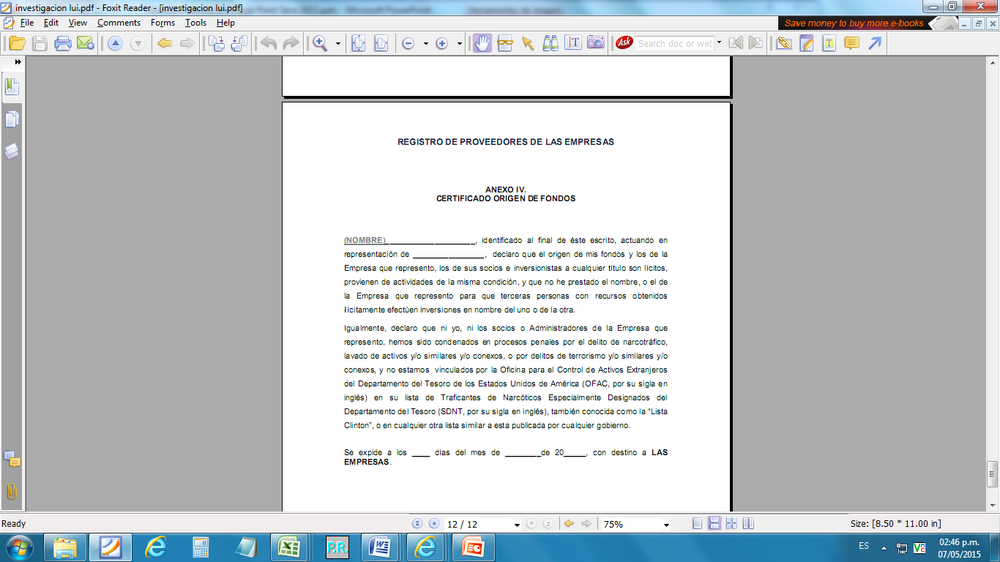 investigacion lui.pdf - Foxit Reader - [investigacion lui.pdf]
File Edit View Comments Forms Tools Help
Save money to buy more e-books
Ask Search doc or wet
REGISTRO DE PROVEEDORES DE LAS EMPRESAS
ANEXO IV.
CERTIFICADO ORIGEN DE FONDOS
(NOMBRE)____________________, identificado al final de éste escrito, actuando en
representación de ________________, declaro que el origen de mis fondos y los de la
Empresa que represento, los de sus socios e inversionistas a cualquier título son lícitos,
provienen de actividades de la misma condición, y que no he prestado el nombre, o el de
la Empresa que represento para que terceras personas con recursos obtenidos
ilícitamente efectúen inversiones en nombre del uno o de la otra.
Igualmente, declaro que ni yo, ni los socios o Administradores de la Empresa que
represento, hemos sido condenados en procesos penales por el delito de narcotráfico,
lavado de activos y/o similares y/o conexos, o por delitos de terrorismo y/o similares y/o
conexos, y no estamos vinculados por la Oficina para el Control de Activos Extranjeros
del Departamento del Tesoro de los Estados Unidos de América (OFAC, por su sigla en
inglés) en su lista de Traficantes de Narcóticos Especialmente Designados del
Departamento del Tesoro (SDNT, por su sigla en inglés), también conocida como la "Lista
Clinton", o en cualquier otra lista similar a esta publicada por cualquier gobierno.
Se expide a los ____ días del mes de ________de 20_____, con destino a LAS
EMPRESAS.
Ready 12 / 12 75% Size: [8.50 * 11.00 in]
P.R. ES 02:46 p.m.
07/05/2015